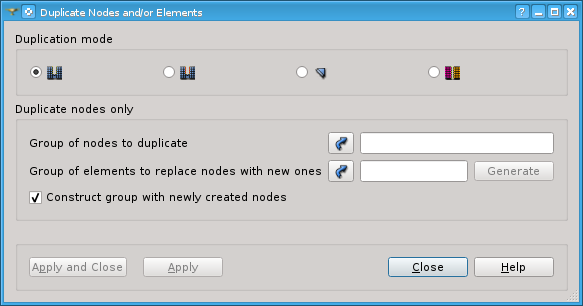 Duplicate Nodes and/or Elements
Duplication mode
Duplicate nodes only
Group of nodes to duplicate
Group of elements to replace nodes with new ones
Generate
Construct group with newly created nodes
Apply and Close
Apply
Close
Help